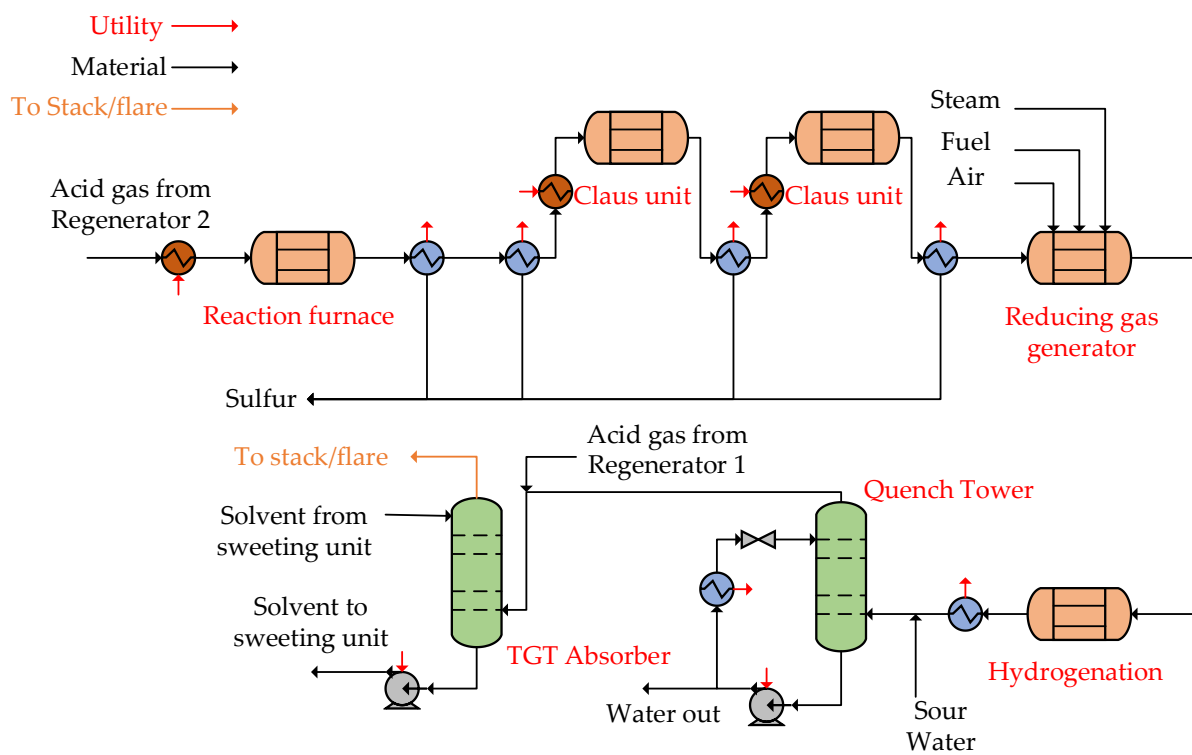 Utility
Material
To Stack/flare
Steam
Fuel
Air
Acid gas from
Regenerator 2
Claus unit
Claus unit
Reaction furnace
Reducing gas
generator
Sulfur
To stack/flare
Acid gas from
Regenerator 1
Quench Tower
Solvent from
sweeting unit
Solvent to
sweeting unit
TGT Absorber
Water out
Hydrogenation
Sour
Water